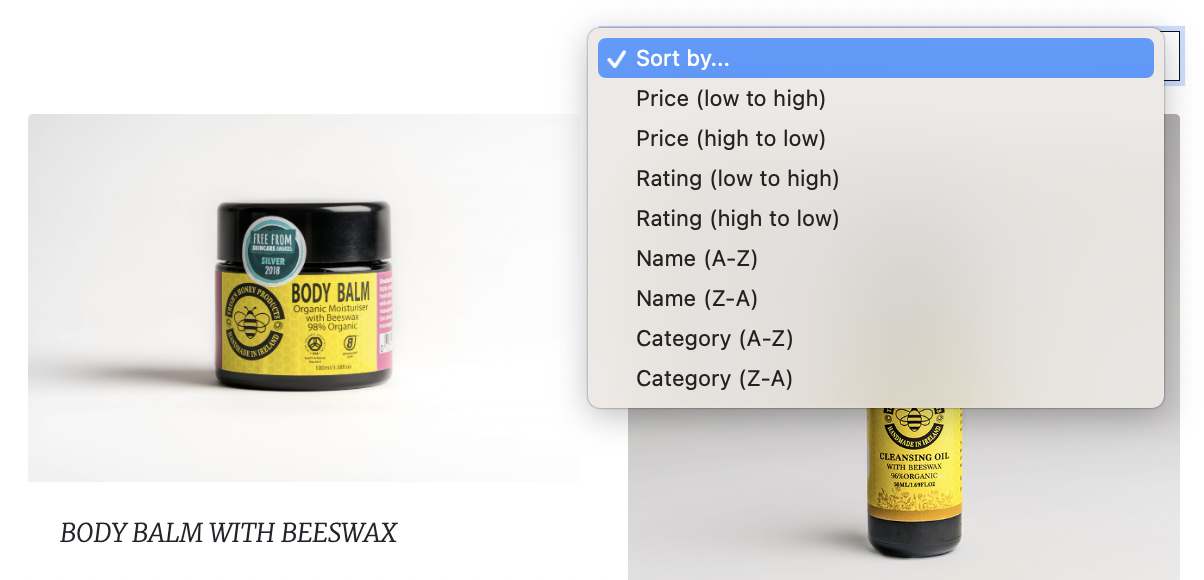 Sort by...
Price (low to high)
Price (high to low)
Rating (low to high)
Rating (high to low)
Name (A-Z)
Name (Z-A)
Category (A-Z)
Category (Z-A)
FREE FROM
SKINCARE AWARDS
SILVER
2018
HONEY PRODUCTS
HANDMADE IN IRELAND
BODY BALM
Organic Moisturiser
with Beeswax
98% Organic
100ml/3.38fl.oz
HANDMADE IN IRELAND
CLEANSING OIL
WITH BEESWAX
96%ORGANIC
50ML/1.69FL.OZ
BODY BALM WITH BEESWAX